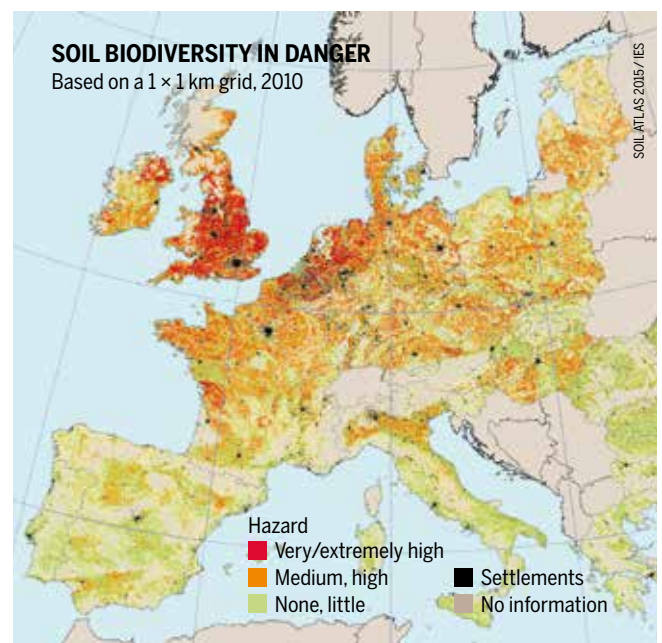 SOIL BIODIVERSITY IN DANGER
Based on a 1 × 1 km grid, 2010
SOIL ATLAS 2015 / IES
Hazard
Very/extremely high
Medium, high
None, little
Settlements
No information